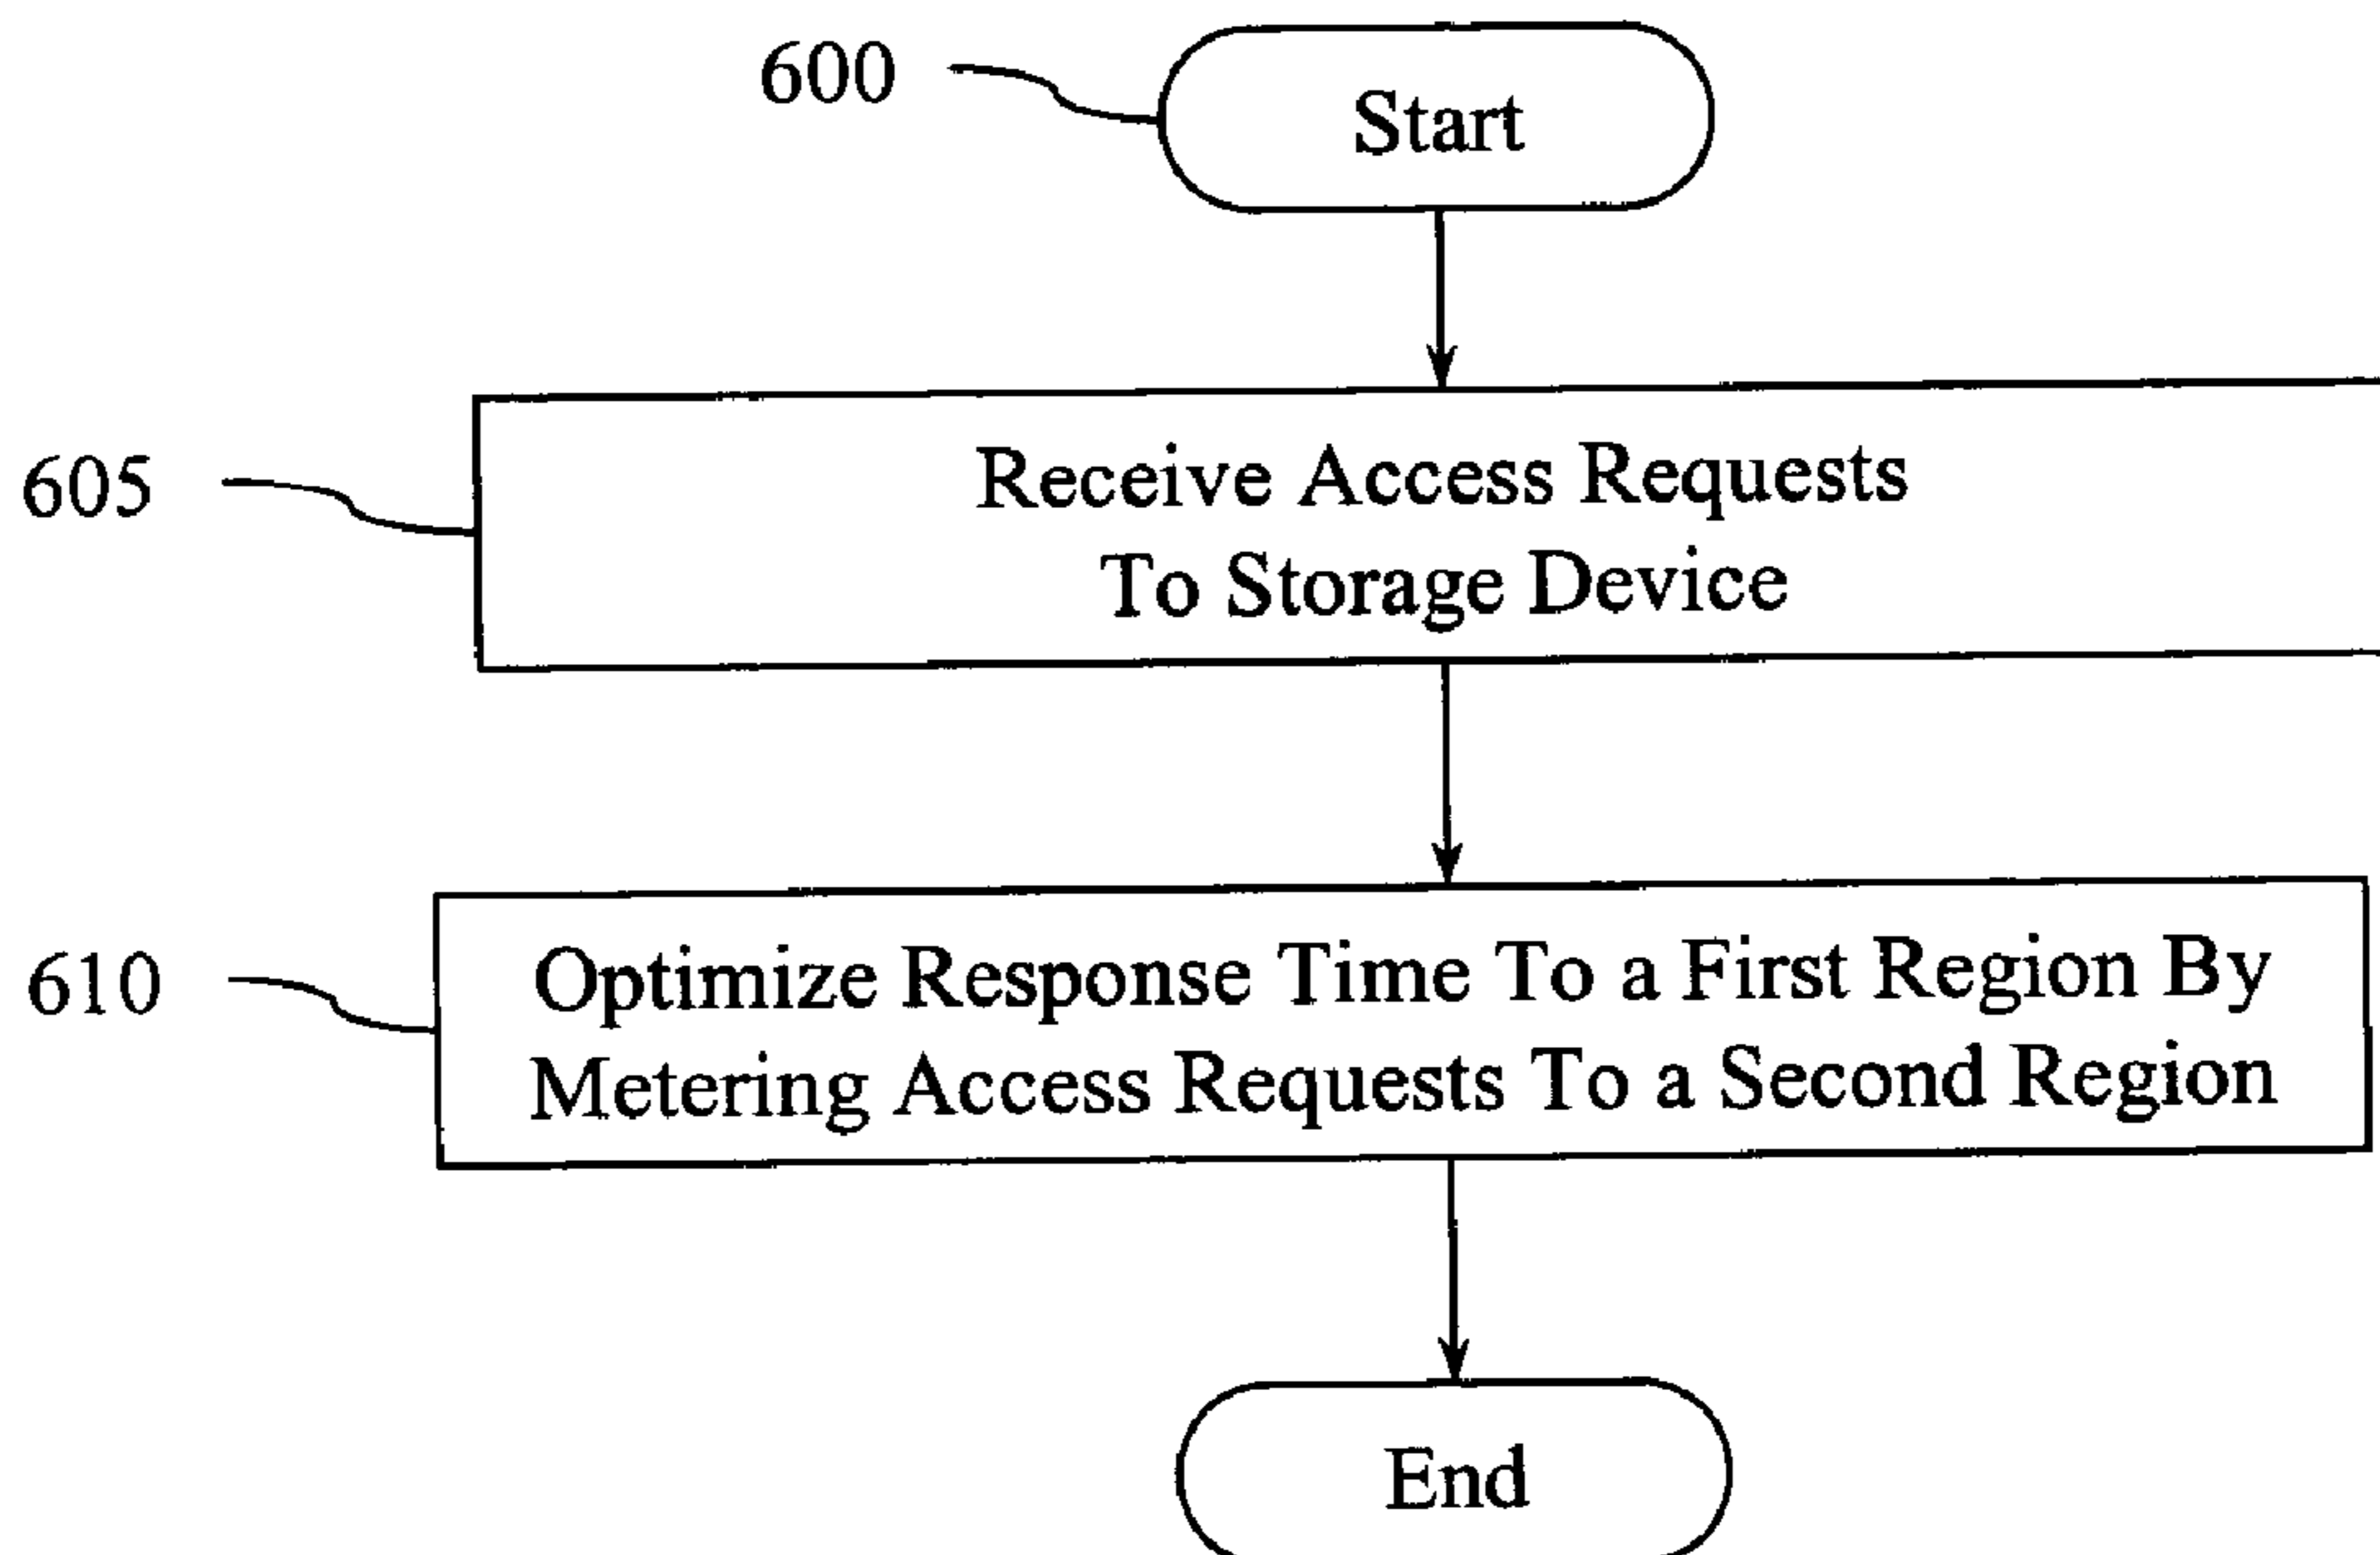 600
Start
605
Receive Access Requests
To Storage Device
610
Optimize Response Time To a First Region By
Metering Access Requests To a Second Region
End